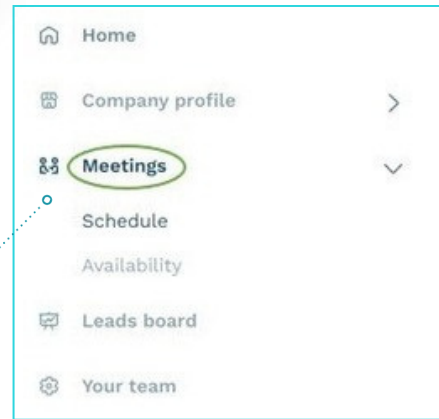 Home
Company profile
Meetings
Schedule
Availability
Leads board
Your team